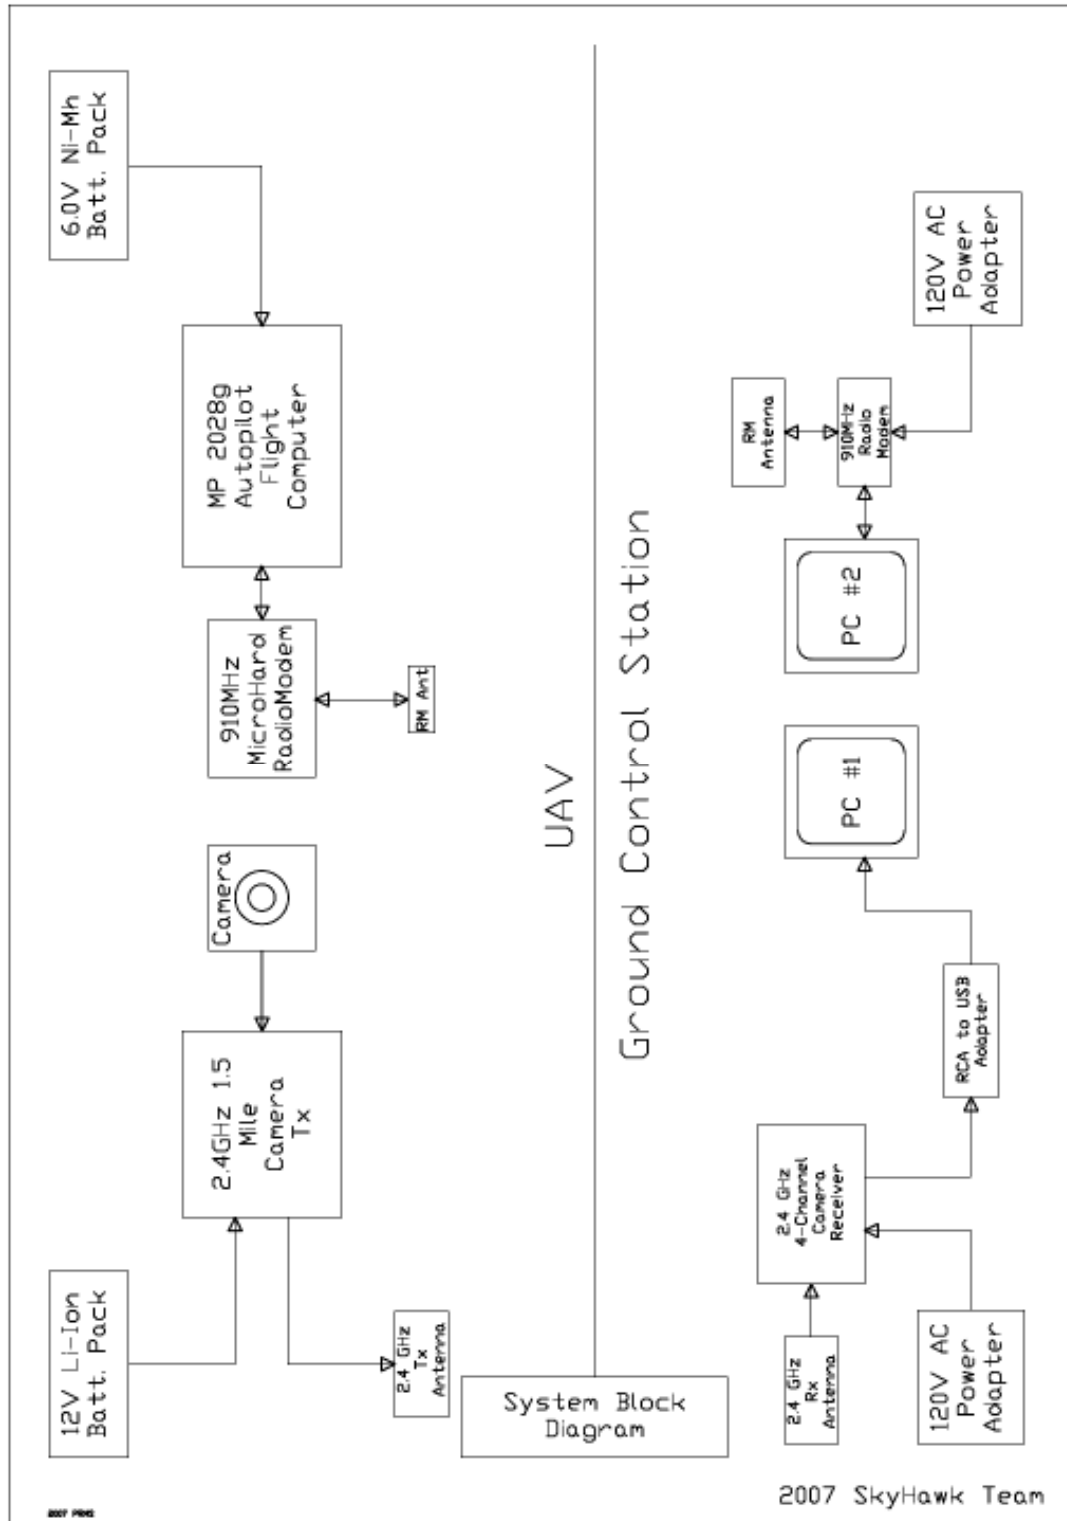 6.0V Ni-Mh
Batt. Pack
MP 2028g
Autopilot
Flight
Computer
910MHz
MicroHard
RadioModem
RM Ant
Camera
2.4GHz 1.5
Mile
Camera
Tx
12V Li-Ion
Batt. Pack
2.4 GHz
Tx
Antenna
UAV
Ground Control Station
120V AC
Power
Adapter
RM
Antenna
910MHz
Radio
Modem
PC #2
PC #1
RCA to USB
Adapter
2.4 GHz
4-Channel
Camera
Receiver
2.4 GHz
Rx
Antenna
120V AC
Power
Adapter
System Block
Diagram
2007 SkyHawk Team